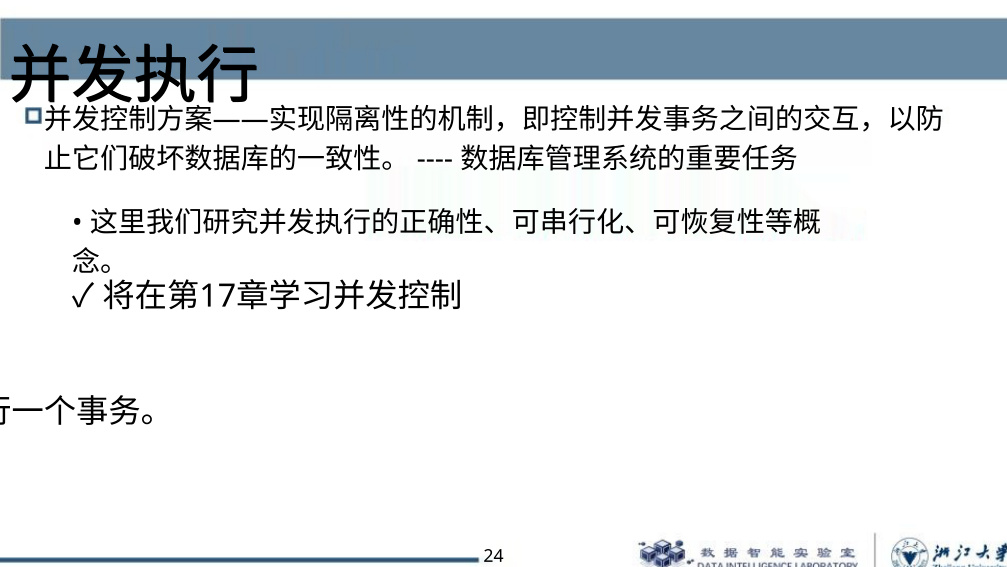 并发执行
并发控制方案——实现隔离性的机制，即控制并发事务之间的交互，以防
止它们破坏数据库的一致性。 ---- 数据库管理系统的重要任务
• 这里我们研究并发执行的正确性、可串行化、可恢复性等概
念。
✓ 将在第17章学习并发控制
一个事务。
24
数据智能实验室
DATA INTELLIGENCE LABORATORY
浙江大学